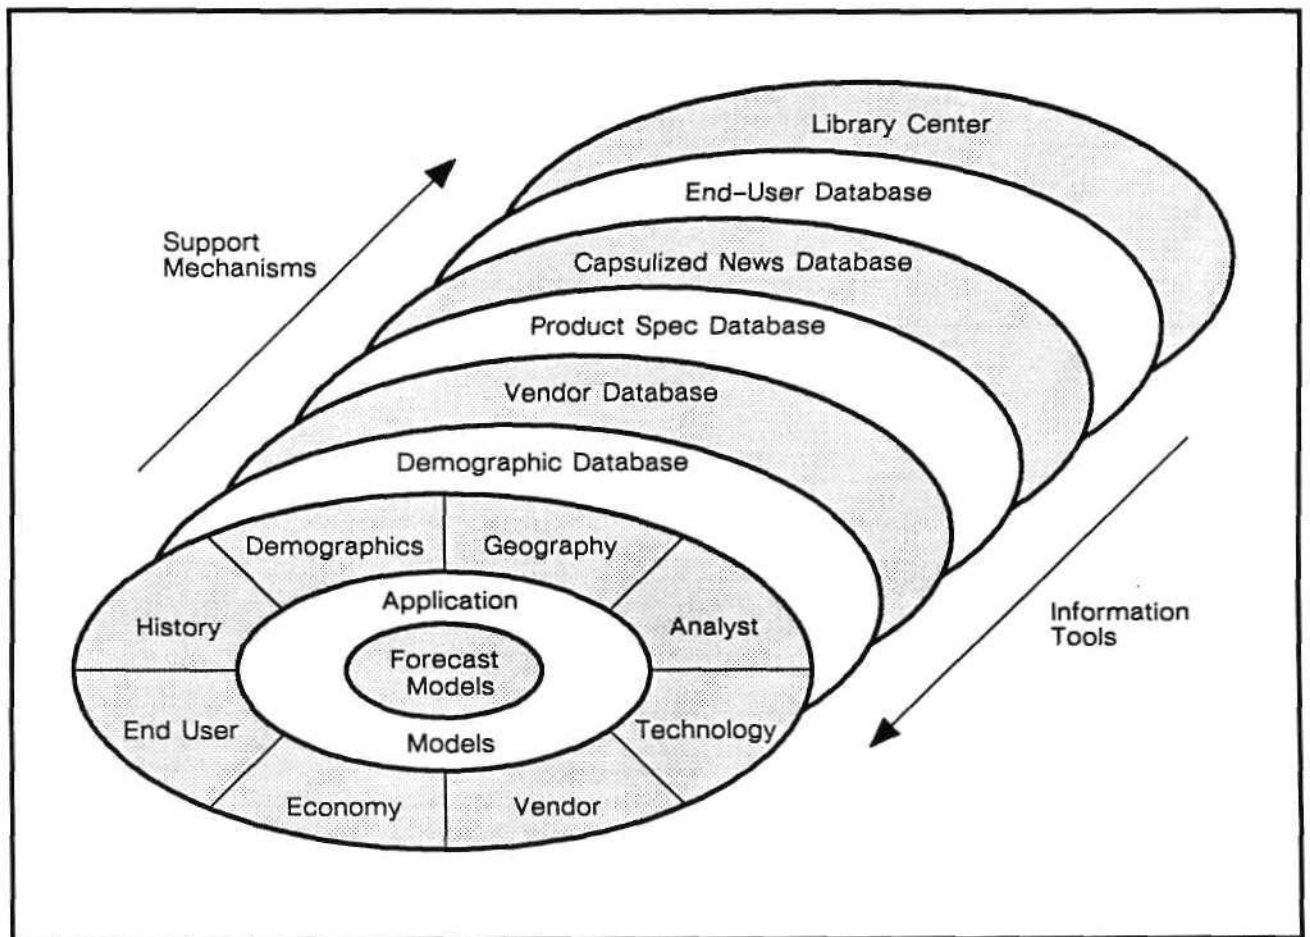 Library Center
End-User Database
Support
Mechanisms
Capsulized News Database
Product Spec Database
Vendor Database
Demographic Database
Demographics
Geography
Application
History
Analyst
Forecast
Models
Information
Tools
End User
Models
Technology
Economy
Vendor